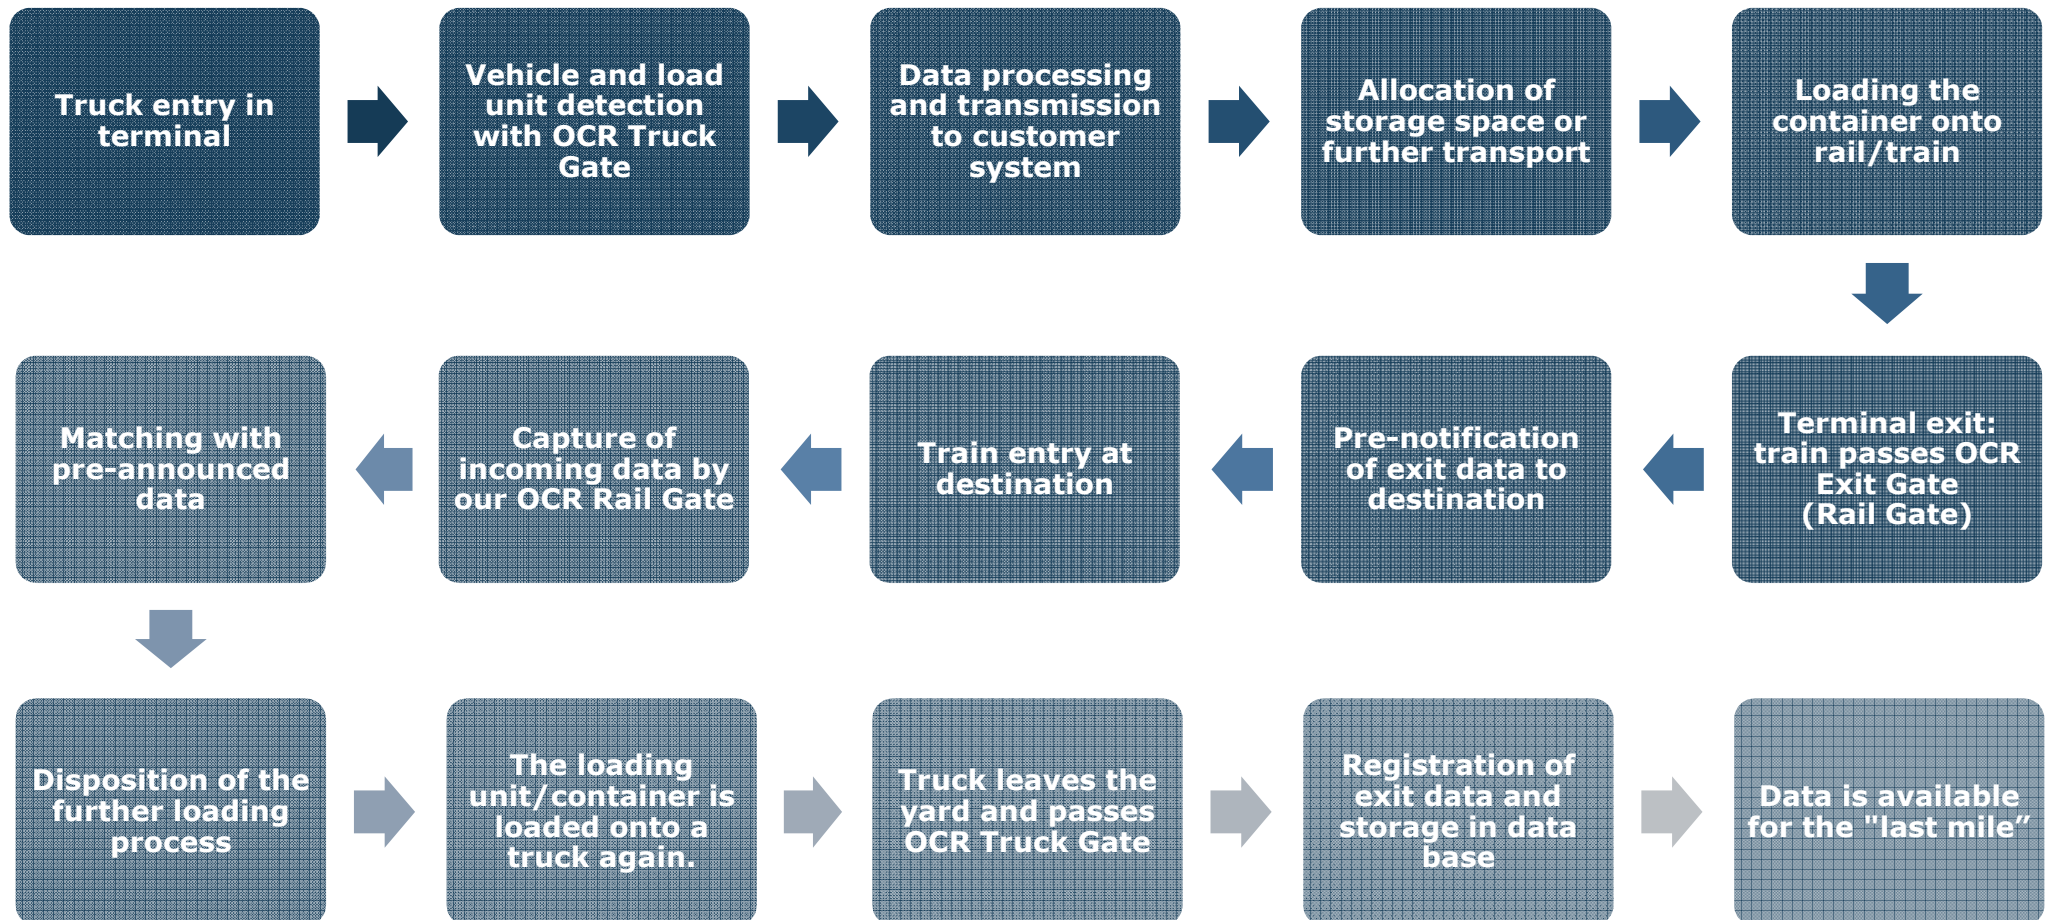 Truck entry in
terminal
Vehicle and load
unit detection
with OCR Truck
Gate
Data processing
and transmission
to customer
system
Allocation of
storage space or
further transport
Loading the
container onto
rail/train
Terminal exit:
train passes OCR
Exit Gate
(Rail Gate)
Pre-notification
of exit data to
destination
Train entry at
destination
Capture of
incoming data by
our OCR Rail Gate
Matching with
pre-announced
data
Disposition of the
further loading
process
The loading
unit/container is
loaded onto a
truck again.
Truck leaves the
yard and passes
OCR Truck Gate
Registration of
exit data and
storage in data
base
Data is available
for the "last mile”